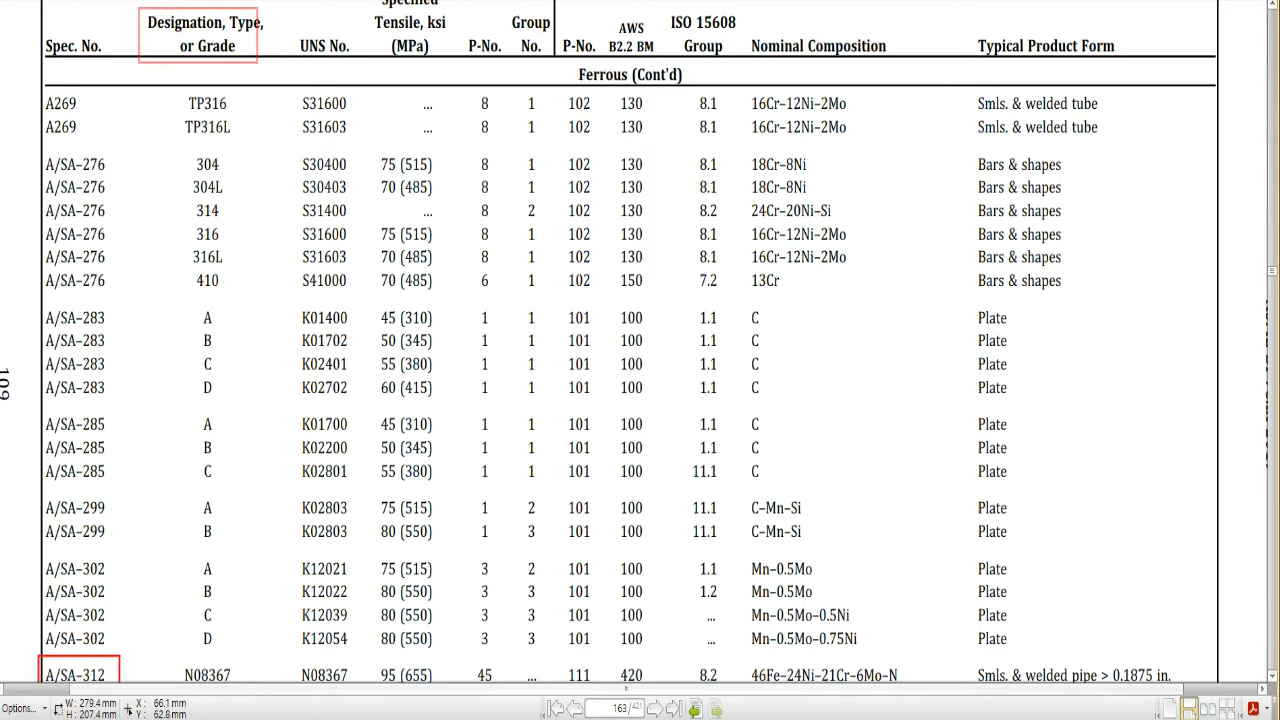 Specified
Designation, Type, Tensile, ksi Group AWS ISO 15608
Spec. No. or Grade UNS No. (MPa) P-No. No. P-No. B2.2 BM Group Nominal Composition Typical Product Form
Ferrous (Cont'd)
A269 TP316 S31600 ... 8 1 102 130 8.1 16Cr–12Ni–2Mo Smls. & welded tube
A269 TP316L S31603 ... 8 1 102 130 8.1 16Cr–12Ni–2Mo Smls. & welded tube
A/SA–276 304 S30400 75 (515) 8 1 102 130 8.1 18Cr–8Ni Bars & shapes
A/SA–276 304L S30403 70 (485) 8 1 102 130 8.1 18Cr–8Ni Bars & shapes
A/SA–276 314 S31400 ... 8 2 102 130 8.2 24Cr–20Ni–Si Bars & shapes
A/SA–276 316 S31600 75 (515) 8 1 102 130 8.1 16Cr–12Ni–2Mo Bars & shapes
A/SA–276 316L S31603 70 (485) 8 1 102 130 8.1 16Cr–12Ni–2Mo Bars & shapes
A/SA–276 410 S41000 70 (485) 6 1 102 150 7.2 13Cr Bars & shapes
A/SA–283 A K01400 45 (310) 1 1 101 100 1.1 C Plate
A/SA–283 B K01702 50 (345) 1 1 101 100 1.1 C Plate
A/SA–283 C K02401 55 (380) 1 1 101 100 1.1 C Plate
A/SA–283 D K02702 60 (415) 1 1 101 100 1.1 C Plate
A/SA–285 A K01700 45 (310) 1 1 101 100 1.1 C Plate
A/SA–285 B K02200 50 (345) 1 1 101 100 1.1 C Plate
A/SA–285 C K02801 55 (380) 1 1 101 100 11.1 C Plate
A/SA–299 A K02803 75 (515) 1 2 101 100 11.1 C–Mn–Si Plate
A/SA–299 B K02803 80 (550) 1 3 101 100 11.1 C–Mn–Si Plate
A/SA–302 A K12021 75 (515) 3 2 101 100 1.1 Mn–0.5Mo Plate
A/SA–302 B K12022 80 (550) 3 3 101 100 1.2 Mn–0.5Mo Plate
A/SA–302 C K12039 80 (550) 3 3 101 100 ... Mn–0.5Mo–0.5Ni Plate
A/SA–302 D K12054 80 (550) 3 3 101 100 ... Mn–0.5Mo–0.75Ni Plate
A/SA–312 N08367 N08367 95 (655) 45 ... 111 420 8.2 46Fe–24Ni–21Cr–6Mo–N Smls. & welded pipe > 0.1875 in.
109
Options... W: 279.4 mm X: 66.1 mm 163 / 421
H: 207.4 mm Y: 62.8 mm